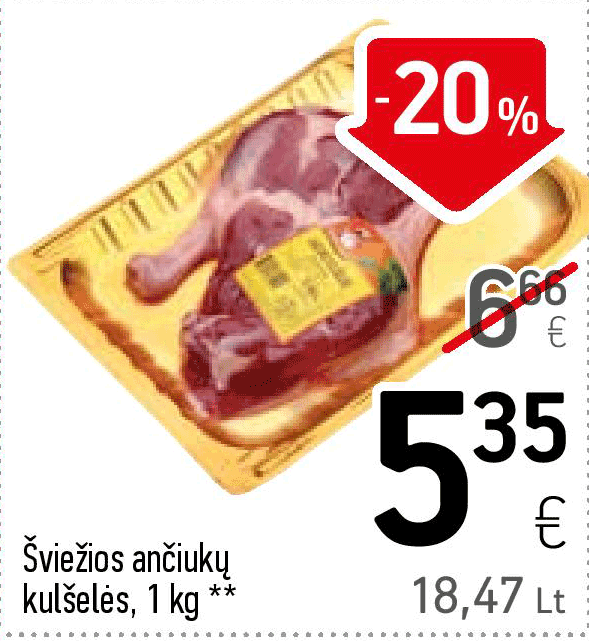 -20%
6 66
€
5 35
€
Šviežios ančiukų
kulšelės, 1 kg **
18,47 Lt